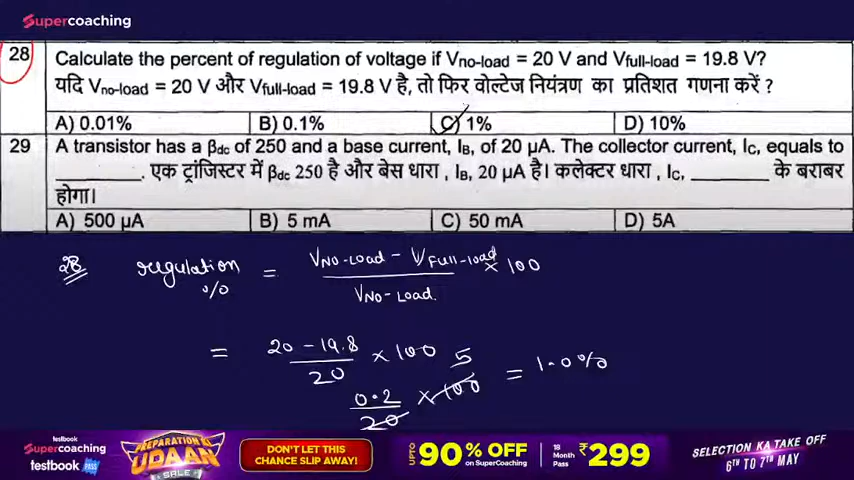 Supercoaching
28 Calculate the percent of regulation of voltage if Vno-load = 20 V and Vfull-load = 19.8 V?
यदि Vno-load = 20 V और Vfull-load = 19.8 V है, तो फिर वोल्टेज नियंत्रण का प्रतिशत गणना करें ?
A) 0.01% B) 0.1% C) 1% D) 10%
29 A transistor has a βdc of 250 and a base current, IB, of 20 µA. The collector current, IC, equals to
________. एक ट्रांजिस्टर में βdc 250 है और बेस धारा , IB, 20 µA है। कलेक्टर धारा , IC, ________ के बराबर
होगा।
A) 500 µA B) 5 mA C) 50 mA D) 5A
28 regulation % = VNO-Load - VFull-load / VNO-Load. × 100
= 20 - 19.8 / 20 × 100
0.2 / 20 × 100 5 = 1.0%
testbook
Supercoaching
testbook PASS
PREPARATION KI
UDAAN
SALE
DON'T LET THIS
CHANCE SLIP AWAY!
UPTO 90% OFF
on SuperCoaching
18 Month Pass ₹299
SELECTION KA TAKE OFF
6TH TO 7TH MAY